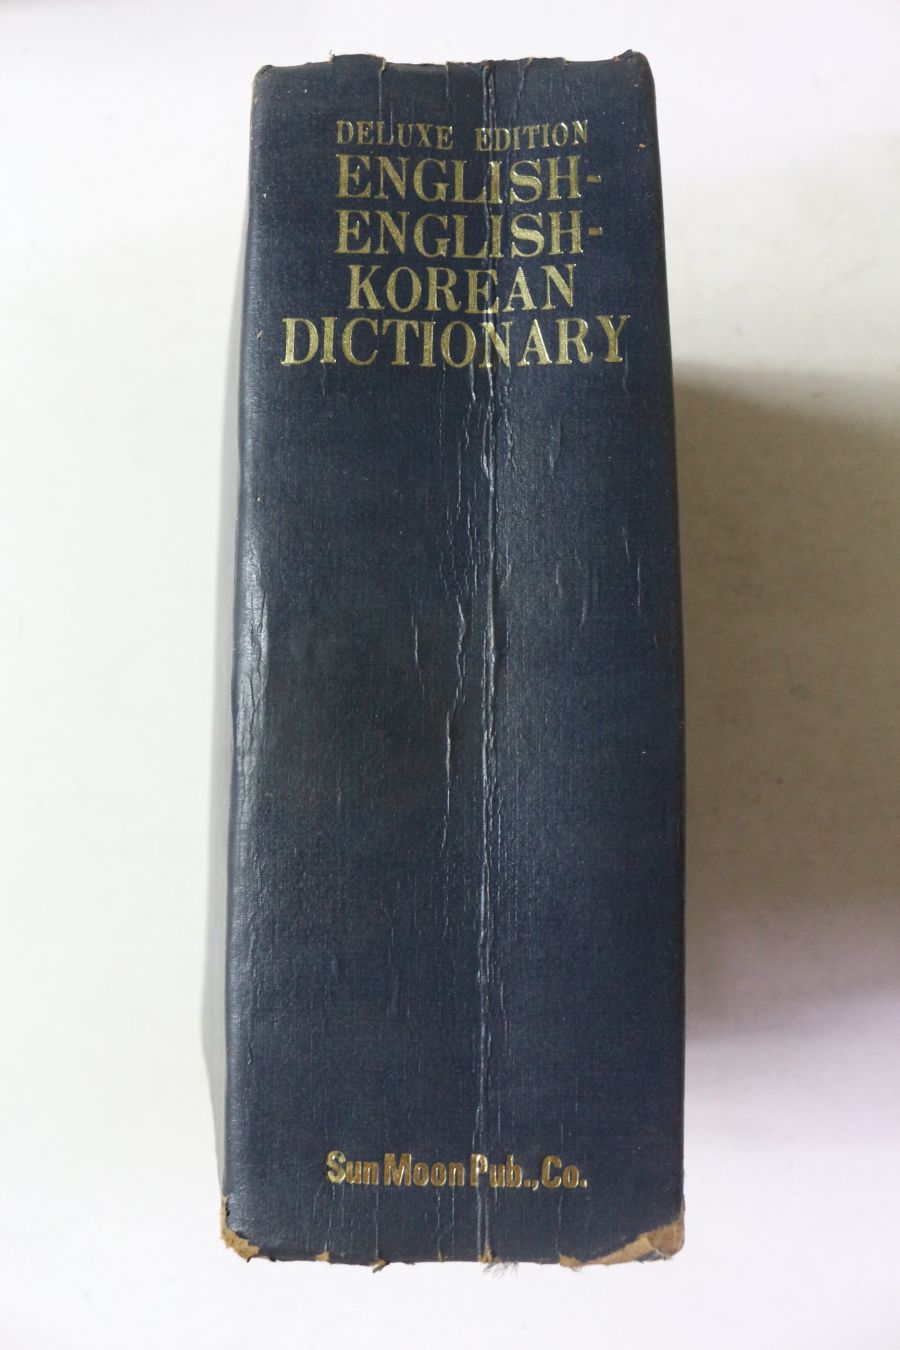 DELUXE EDITION
ENGLISH-
ENGLISH-
KOREAN
DICTIONARY
Sun Moon Pub.., Co.